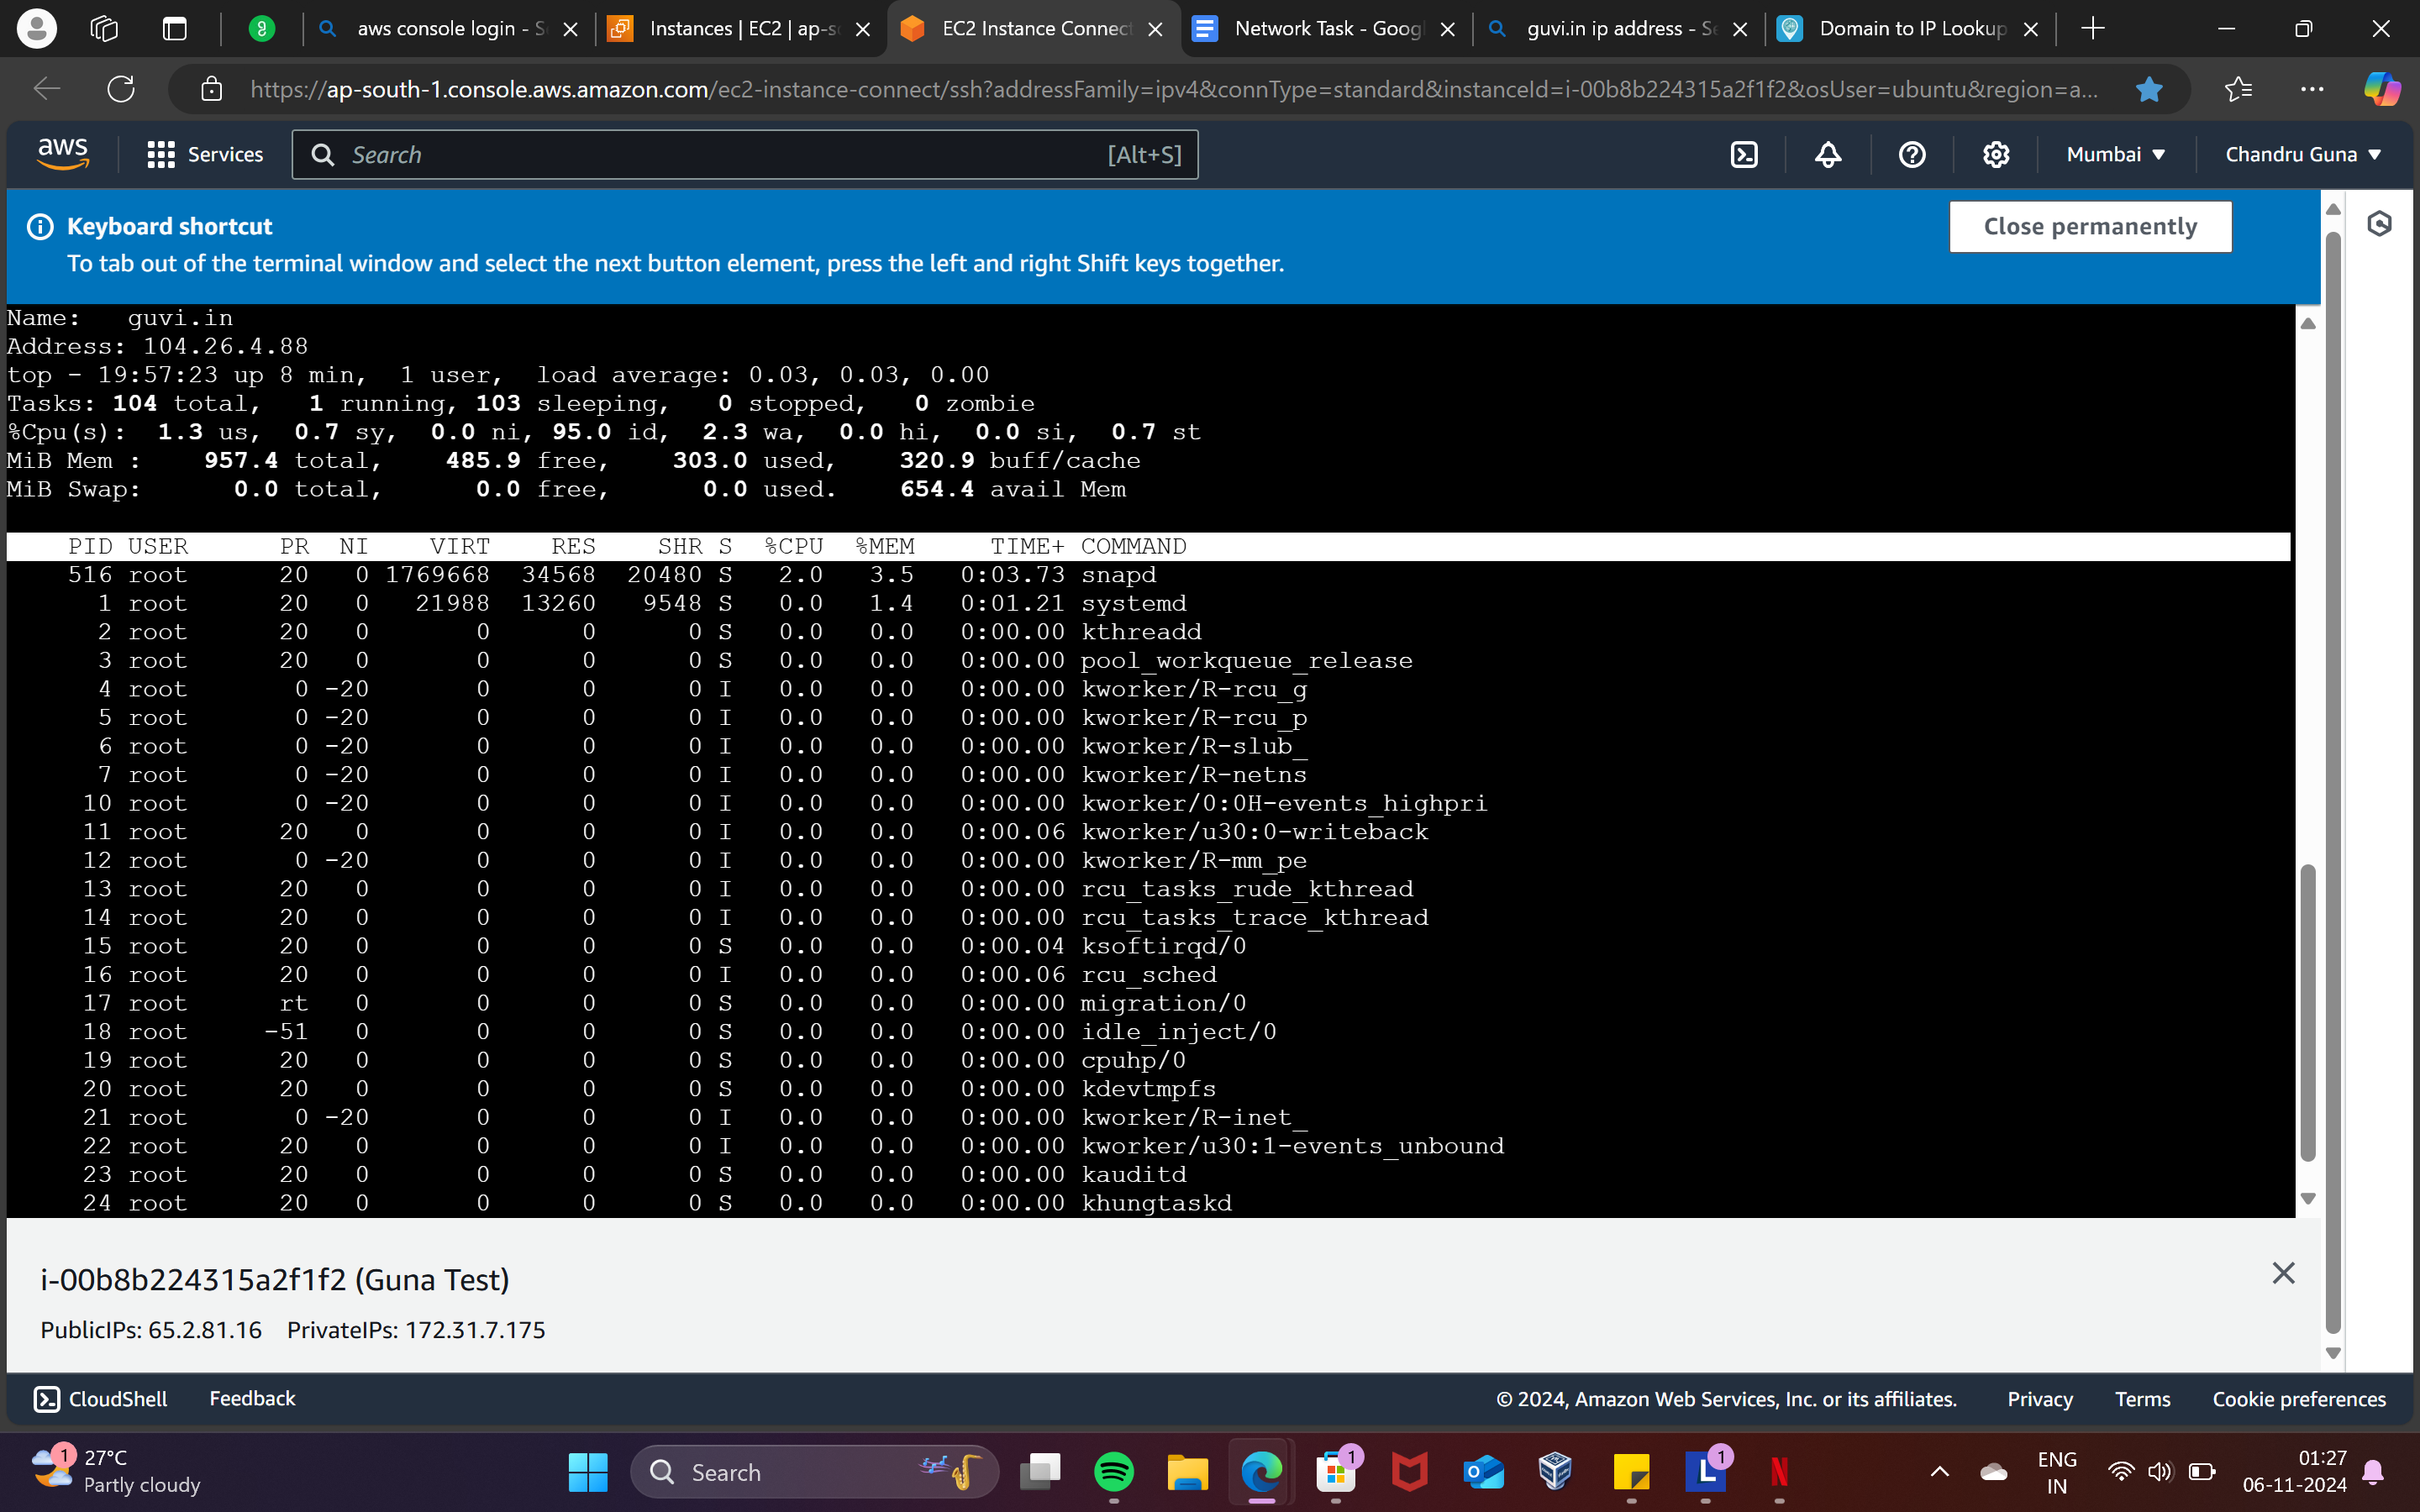 aws console login - S
Instances | EC2 | ap-s
EC2 Instance Connect
Network Task - Goog
guvi.in ip address - Se
Domain to IP Lookup
https://ap-south-1.console.aws.amazon.com/ec2-instance-connect/ssh?addressFamily=ipv4&connType=standard&instanceId=i-00b8b224315a2f1f2&osUser=ubuntu&region=a...
aws Services Search [Alt+S] Mumbai Chandru Guna
Keyboard shortcut
Close permanently
To tab out of the terminal window and select the next button element, press the left and right Shift keys together.
Name:   guvi.in
Address: 104.26.4.88
top - 19:57:23 up 8 min,  1 user,  load average: 0.03, 0.03, 0.00
Tasks: 104 total,   1 running, 103 sleeping,   0 stopped,   0 zombie
%Cpu(s):  1.3 us,  0.7 sy,  0.0 ni, 95.0 id,  2.3 wa,  0.0 hi,  0.0 si,  0.7 st
MiB Mem :    957.4 total,    485.9 free,    303.0 used,    320.9 buff/cache
MiB Swap:      0.0 total,      0.0 free,      0.0 used.    654.4 avail Mem
PID USER PR NI VIRT RES SHR S %CPU %MEM TIME+ COMMAND
516 root 20 0 1769668 34568 20480 S 2.0 3.5 0:03.73 snapd
1 root 20 0 21988 13260 9548 S 0.0 1.4 0:01.21 systemd
2 root 20 0 0 0 0 S 0.0 0.0 0:00.00 kthreadd
3 root 20 0 0 0 0 S 0.0 0.0 0:00.00 pool_workqueue_release
4 root 0 -20 0 0 0 I 0.0 0.0 0:00.00 kworker/R-rcu_g
5 root 0 -20 0 0 0 I 0.0 0.0 0:00.00 kworker/R-rcu_p
6 root 0 -20 0 0 0 I 0.0 0.0 0:00.00 kworker/R-slub_
7 root 0 -20 0 0 0 I 0.0 0.0 0:00.00 kworker/R-netns
10 root 0 -20 0 0 0 I 0.0 0.0 0:00.00 kworker/0:0H-events_highpri
11 root 20 0 0 0 0 I 0.0 0.0 0:00.06 kworker/u30:0-writeback
12 root 0 -20 0 0 0 I 0.0 0.0 0:00.00 kworker/R-mm_pe
13 root 20 0 0 0 0 I 0.0 0.0 0:00.00 rcu_tasks_rude_kthread
14 root 20 0 0 0 0 I 0.0 0.0 0:00.00 rcu_tasks_trace_kthread
15 root 20 0 0 0 0 S 0.0 0.0 0:00.04 ksoftirqd/0
16 root 20 0 0 0 0 I 0.0 0.0 0:00.06 rcu_sched
17 root rt 0 0 0 0 S 0.0 0.0 0:00.00 migration/0
18 root -51 0 0 0 0 S 0.0 0.0 0:00.00 idle_inject/0
19 root 20 0 0 0 0 S 0.0 0.0 0:00.00 cpuhp/0
20 root 20 0 0 0 0 S 0.0 0.0 0:00.00 kdevtmpfs
21 root 0 -20 0 0 0 I 0.0 0.0 0:00.00 kworker/R-inet_
22 root 20 0 0 0 0 I 0.0 0.0 0:00.00 kworker/u30:1-events_unbound
23 root 20 0 0 0 0 S 0.0 0.0 0:00.00 kauditd
24 root 20 0 0 0 0 S 0.0 0.0 0:00.00 khungtaskd
i-00b8b224315a2f1f2 (Guna Test)
PublicIPs: 65.2.81.16 PrivateIPs: 172.31.7.175
CloudShell Feedback © 2024, Amazon Web Services, Inc. or its affiliates. Privacy Terms Cookie preferences
1 27°C
Partly cloudy
Search
1
1
ENG
IN
01:27
06-11-2024